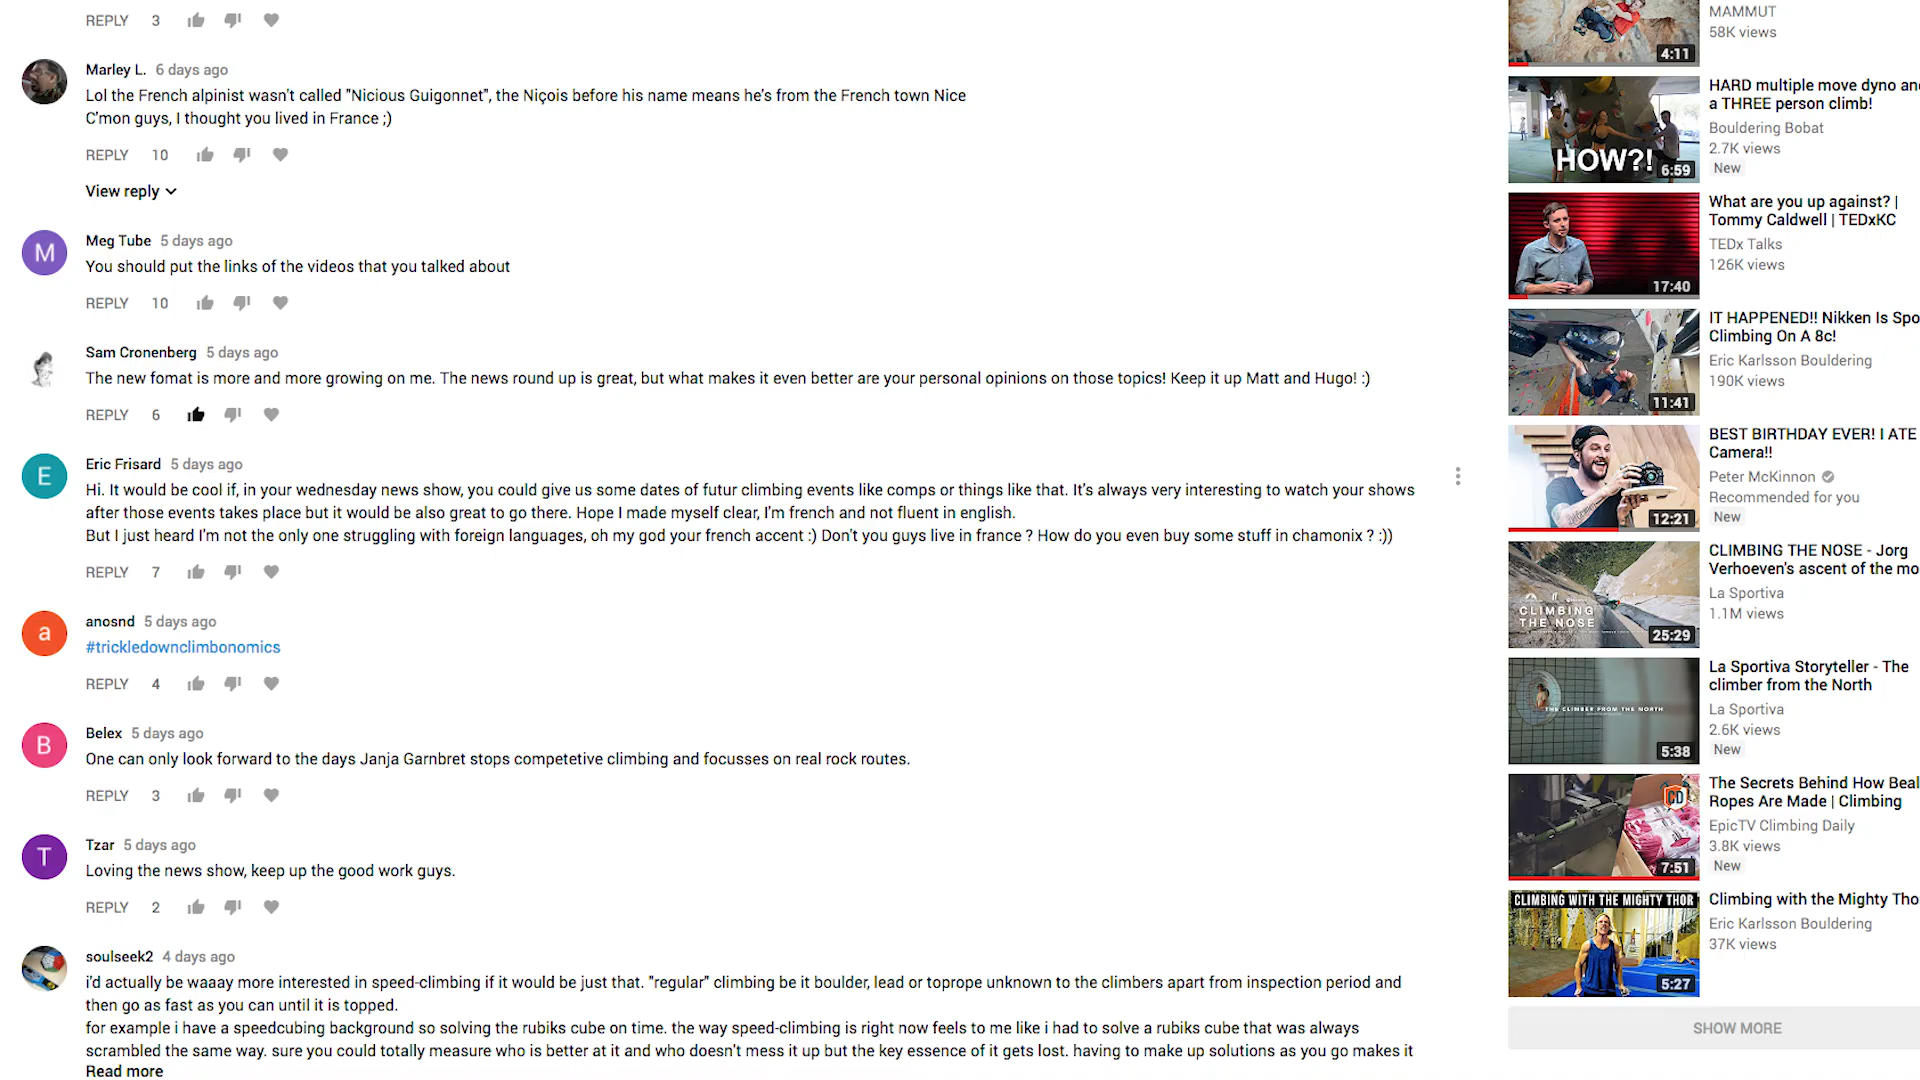 REPLY 3
Marley L. 6 days ago
Lol the French alpinist wasn't called "Nicious Guigonnet", the Niçois before his name means he's from the French town Nice
C'mon guys, I thought you lived in France ;)
REPLY 10
View reply
M
Meg Tube 5 days ago
You should put the links of the videos that you talked about
REPLY 10
Sam Cronenberg 5 days ago
The new fomat is more and more growing on me. The news round up is great, but what makes it even better are your personal opinions on those topics! Keep it up Matt and Hugo! :)
REPLY 6
E
Eric Frisard 5 days ago
Hi. It would be cool if, in your wednesday news show, you could give us some dates of futur climbing events like comps or things like that. It's always very interesting to watch your shows
after those events takes place but it would be also great to go there. Hope I made myself clear, I'm french and not fluent in english.
But I just heard I'm not the only one struggling with foreign languages, oh my god your french accent :) Don't you guys live in france ? How do you even buy some stuff in chamonix ? :))
REPLY 7
a
anosnd 5 days ago
#trickledownclimbonomics
REPLY 4
B
Belex 5 days ago
One can only look forward to the days Janja Garnbret stops competetive climbing and focusses on real rock routes.
REPLY 3
T
Tzar 5 days ago
Loving the news show, keep up the good work guys.
REPLY 2
soulseek2 4 days ago
i'd actually be waaay more interested in speed-climbing if it would be just that. "regular" climbing be it boulder, lead or toprope unknown to the climbers apart from inspection period and
then go as fast as you can until it is topped.
for example i have a speedcubing background so solving the rubiks cube on time. the way speed-climbing is right now feels to me like i had to solve a rubiks cube that was always
scrambled the same way. sure you could totally measure who is better at it and who doesn't mess it up but the key essence of it gets lost. having to make up solutions as you go makes it
Read more
4:11
MAMMUT
58K views
HOW?!
6:59
HARD multiple move dyno and
a THREE person climb!
Bouldering Bobat
2.7K views
New
17:40
What are you up against? |
Tommy Caldwell | TEDxKC
TEDx Talks
126K views
11:41
IT HAPPENED!! Nikken Is Spo
Climbing On A 8c!
Eric Karlsson Bouldering
190K views
12:21
BEST BIRTHDAY EVER! I ATE
Camera!!
Peter McKinnon
Recommended for you
New
CLIMBING
THE NOSE
25:29
CLIMBING THE NOSE - Jorg
Verhoeven's ascent of the mo
La Sportiva
1.1M views
THE CLIMBER FROM THE NORTH
5:38
La Sportiva Storyteller - The
climber from the North
La Sportiva
2.6K views
New
CD
7:51
The Secrets Behind How Beal
Ropes Are Made | Climbing
EpicTV Climbing Daily
3.8K views
New
CLIMBING WITH THE MIGHTY THOR
5:27
Climbing with the Mighty Tho
Eric Karlsson Bouldering
37K views
SHOW MORE